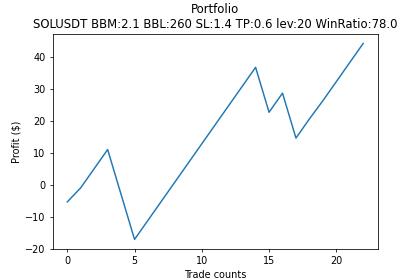 Portfolio
SOLUSDT BBM:2.1 BBL:260 SL:1.4 TP:0.6 lev:20 WinRatio:78.0
40
30
20
10
0
−10
−20
Profit ($)
0 5 10 15 20
Trade counts